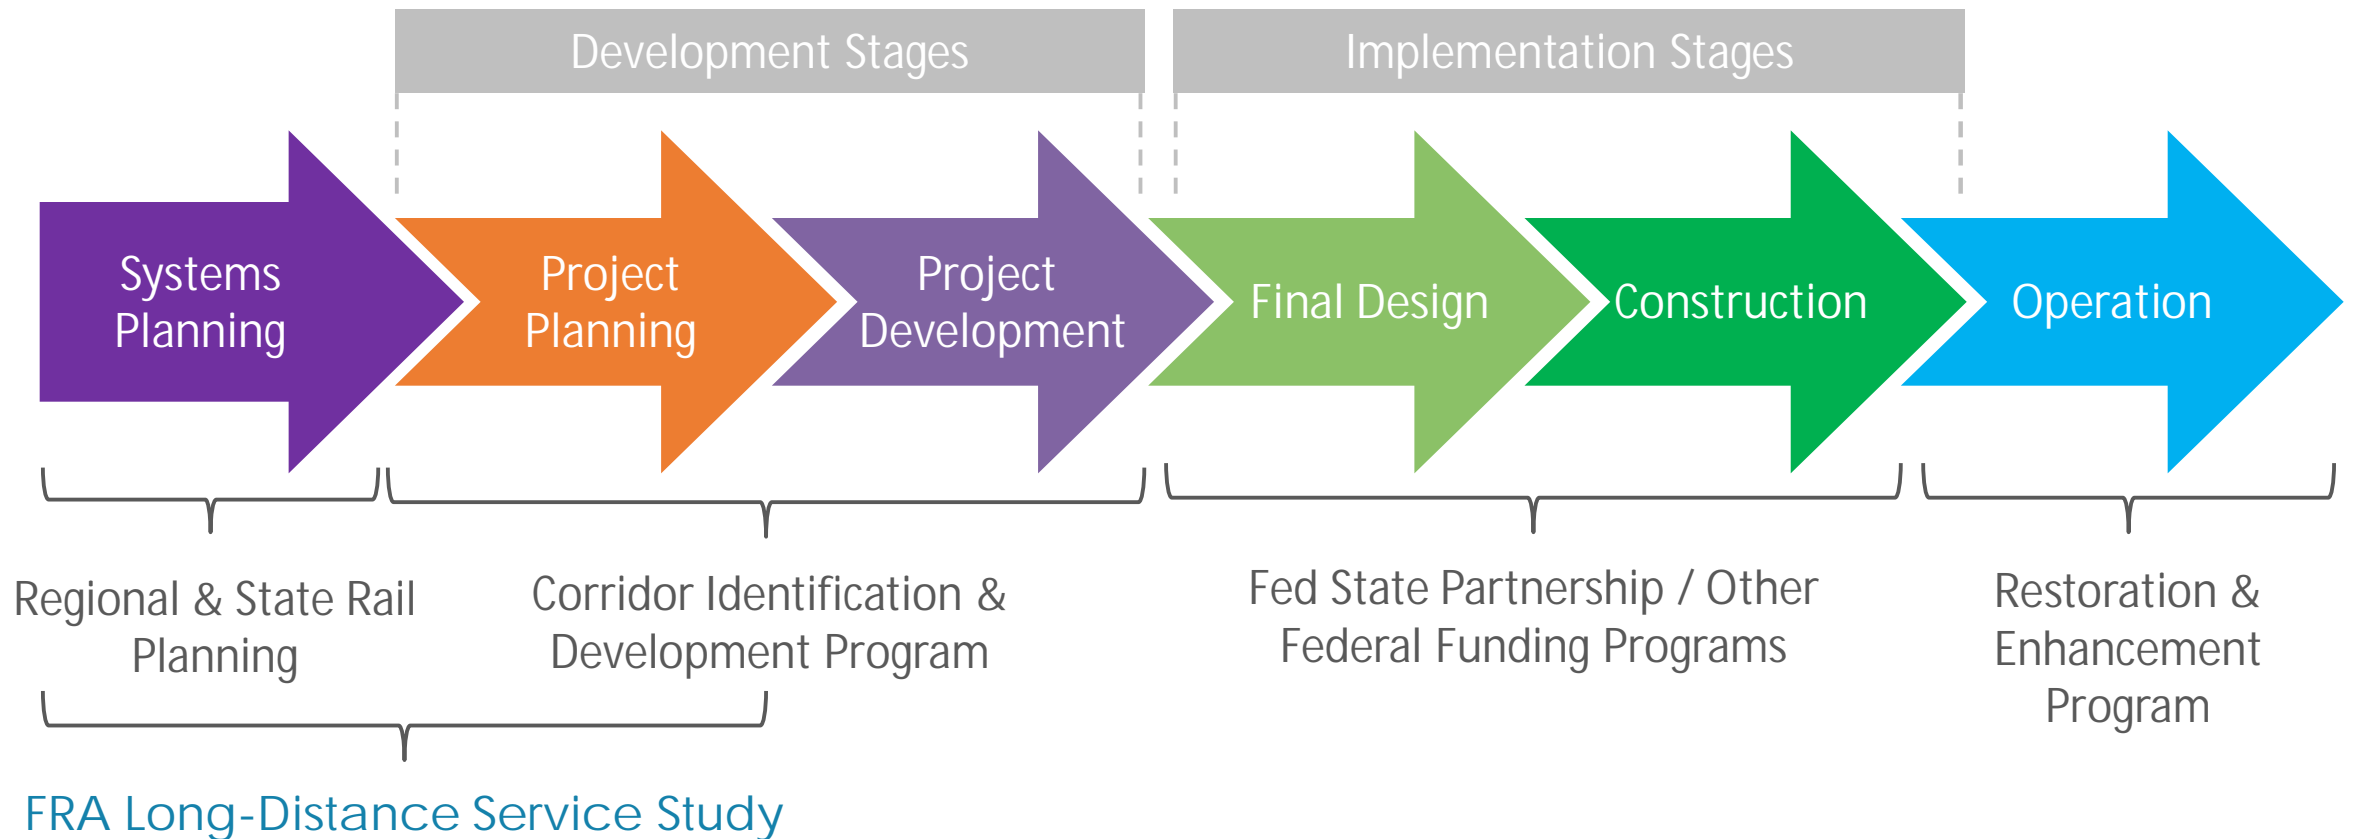 Development Stages
Implementation Stages
Systems
Planning
Project
Planning
Project
Development
Final Design
Construction
Operation
Regional & State Rail
Planning
Corridor Identification &
Development Program
Fed State Partnership / Other
Federal Funding Programs
Restoration &
Enhancement
Program
FRA Long-Distance Service Study